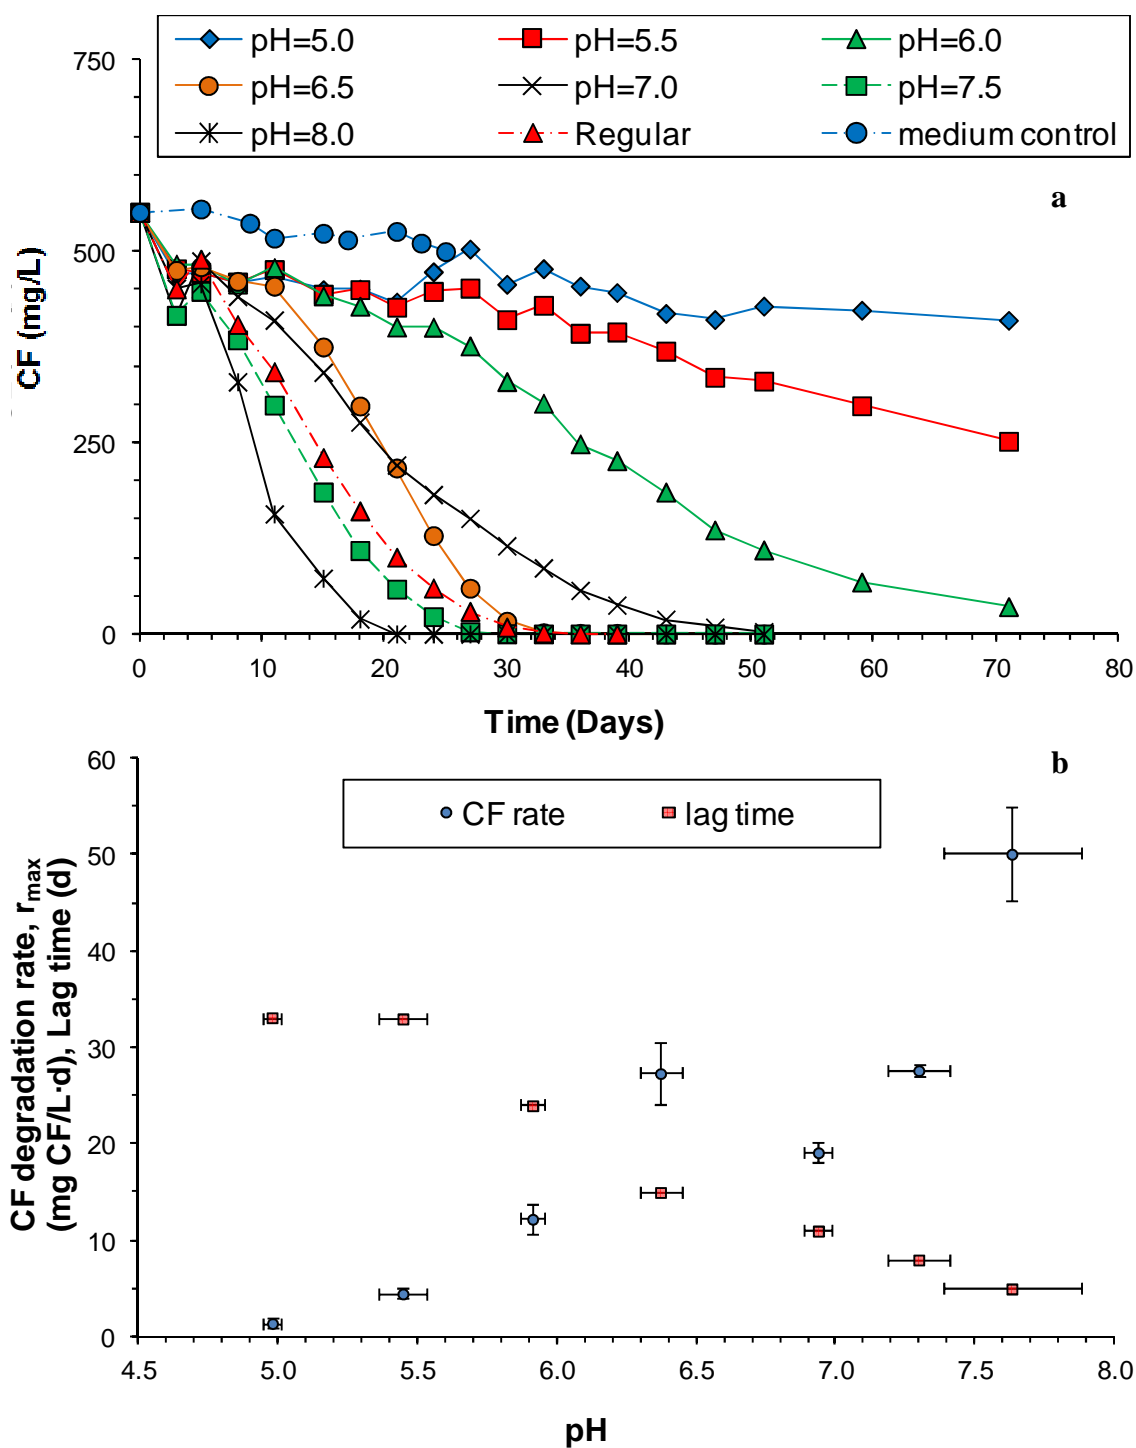 pH=5.0 pH=5.5 pH=6.0
pH=6.5 pH=7.0 pH=7.5
pH=8.0 Regular medium control
a
750
500
250
0
CF (mg/L)
0 10 20 30 40 50 60 70 80
Time (Days)
b
CF rate lag time
60
50
40
30
20
10
0
CF degradation rate, rmax
(mg CF/L·d), Lag time (d)
4.5 5.0 5.5 6.0 6.5 7.0 7.5 8.0
pH